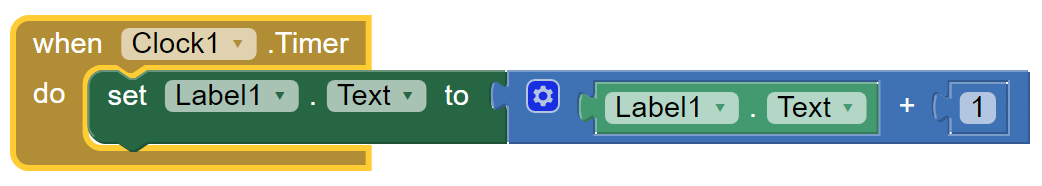 when Clock1 .Timer
do set Label1 . Text to Label1 . Text + 1